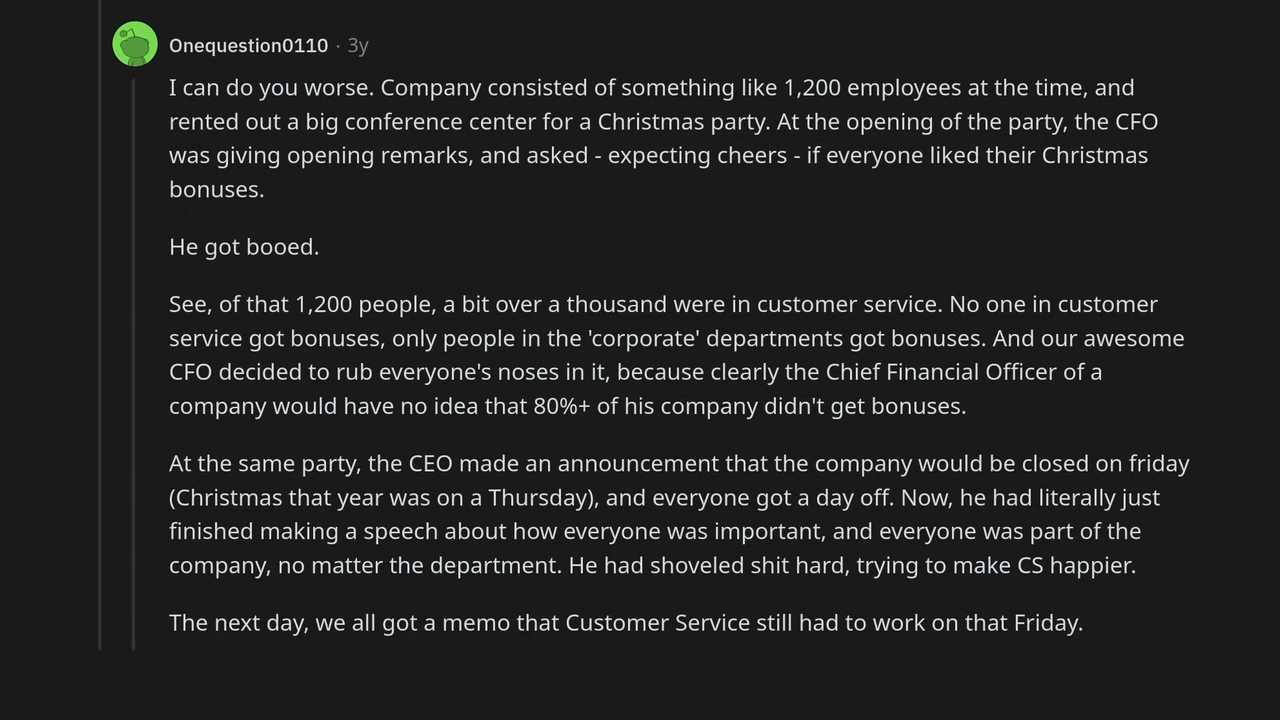 Onequestion0110 · 3y
I can do you worse. Company consisted of something like 1,200 employees at the time, and
rented out a big conference center for a Christmas party. At the opening of the party, the CFO
was giving opening remarks, and asked - expecting cheers - if everyone liked their Christmas
bonuses.
He got booed.
See, of that 1,200 people, a bit over a thousand were in customer service. No one in customer
service got bonuses, only people in the 'corporate' departments got bonuses. And our awesome
CFO decided to rub everyone's noses in it, because clearly the Chief Financial Officer of a
company would have no idea that 80%+ of his company didn't get bonuses.
At the same party, the CEO made an announcement that the company would be closed on friday
(Christmas that year was on a Thursday), and everyone got a day off. Now, he had literally just
finished making a speech about how everyone was important, and everyone was part of the
company, no matter the department. He had shoveled shit hard, trying to make CS happier.
The next day, we all got a memo that Customer Service still had to work on that Friday.